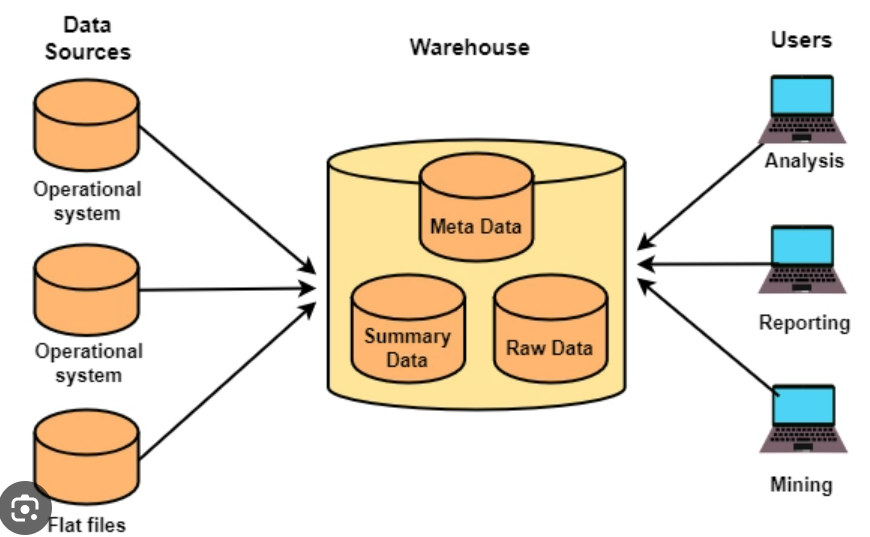 Data
Sources
Warehouse
Users
Operational
system
Operational
system
Flat files
Meta Data
Summary
Data
Raw Data
Analysis
Reporting
Mining